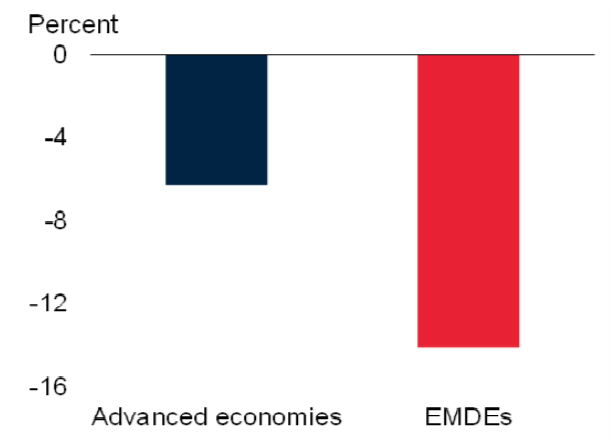 Percent
0
-4
-8
-12
-16
Advanced economies
EMDEs